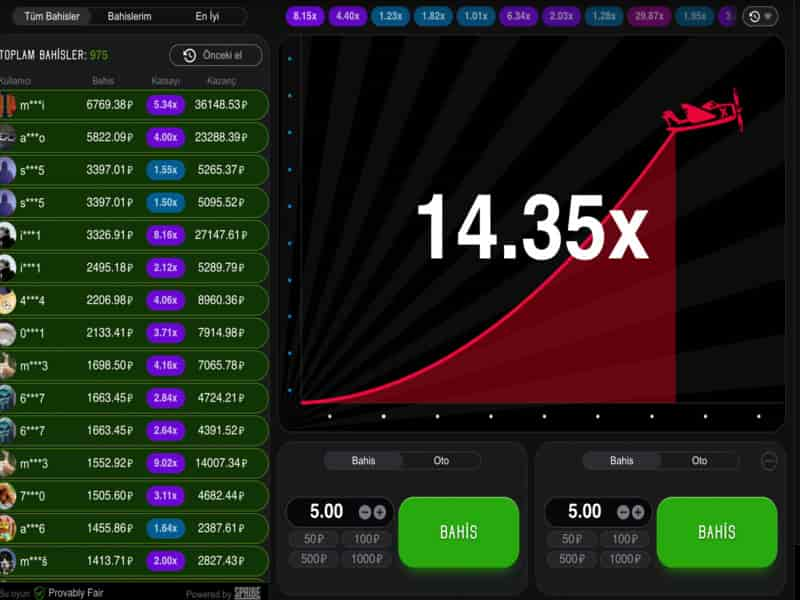 Tüm Bahisler Bahislerim En İyi
8.15x 4.40x 1.23x 1.82x 1.01x 6.34x 2.03x 1.28x 29.87x 1.95x 3.
TOPLAM BAHİSLER: 975 Önceki el
Kullanıcı Bahis Katsayı Kazanç
m***i 6769.38₽ 5.34x 36148.53₽
a***o 5822.09₽ 4.00x 23288.39₽
s***5 3397.01₽ 1.55x 5265.37₽
s***5 3397.01₽ 1.50x 5095.52₽
i***1 3326.91₽ 8.16x 27147.61₽
i***1 2495.18₽ 2.12x 5289.79₽
4***4 2206.98₽ 4.06x 8960.36₽
0***1 2133.41₽ 3.71x 7914.98₽
m***3 1698.50₽ 4.16x 7065.78₽
6***7 1663.45₽ 2.84x 4724.21₽
6***7 1663.45₽ 2.64x 4391.52₽
m***3 1552.92₽ 9.02x 14007.34₽
7***0 1505.60₽ 3.11x 4682.44₽
a***6 1455.86₽ 1.64x 2387.61₽
m***š 1413.71₽ 2.00x 2827.43₽
Bu oyun Provably Fair Powered by SPRIBE
14.35x
Bahis Oto
5.00
50₽ 100₽
500₽ 1000₽
BAHİS
Bahis Oto
5.00
50₽ 100₽
500₽ 1000₽
BAHİS